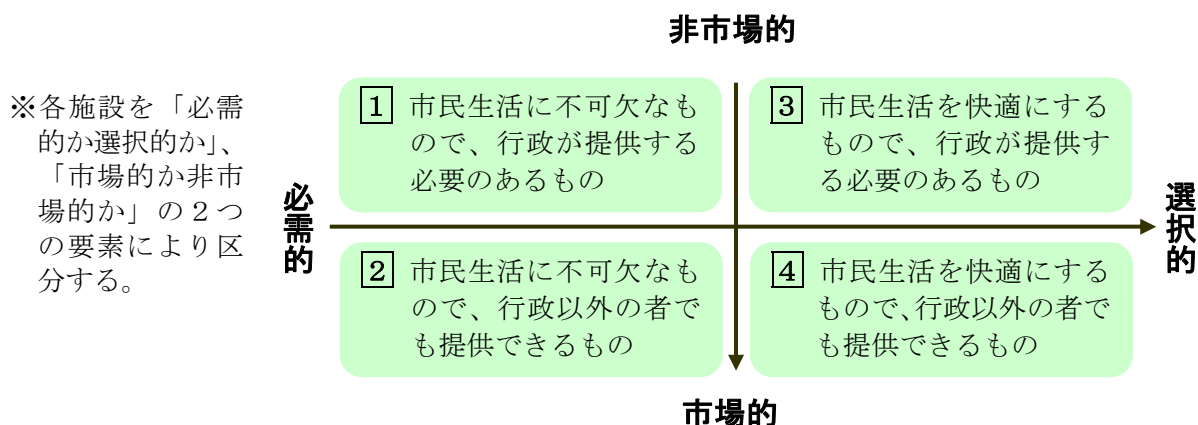 非市場的
※各施設を「必需
的か選択的か」、
「市場的か非市
場的か」の２つ
の要素により区
分する。
必需的
1 市民生活に不可欠なも
ので、行政が提供する
必要のあるもの
3 市民生活を快適にする
もので、行政が提供す
る必要のあるもの
選択的
2 市民生活に不可欠なも
ので、行政以外の者で
も提供できるもの
4 市民生活を快適にする
もので、行政以外の者で
も提供できるもの
市場的